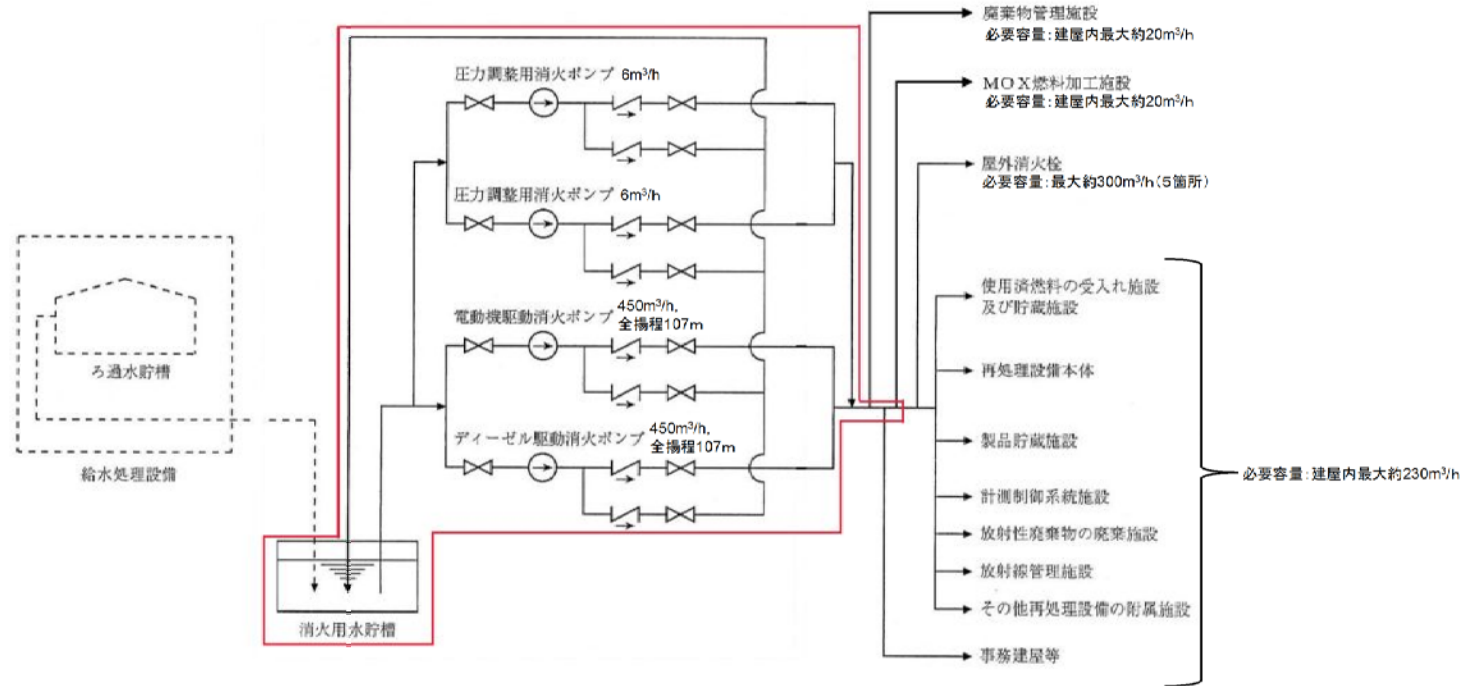 廃棄物管理施設
必要容量:建屋内最大約20m³/h
圧力調整用消火ポンプ 6m³/h
MOX燃料加工施設
必要容量:建屋内最大約20m³/h
屋外消火栓
必要容量:最大約300m³/h(5箇所)
圧力調整用消火ポンプ 6m³/h
使用済燃料の受入れ施設
及び貯蔵施設
電動機駆動消火ポンプ
450m³/h,
全揚程107m
ろ過水貯槽
再処理設備本体
ディーゼル駆動消火ポンプ
450m³/h,
全揚程107m
製品貯蔵施設
給水処理設備
必要容量:建屋内最大約230m³/h
計測制御系統施設
放射性廃棄物の廃棄施設
放射線管理施設
その他再処理設備の附属施設
消火用水貯槽
事務建屋等